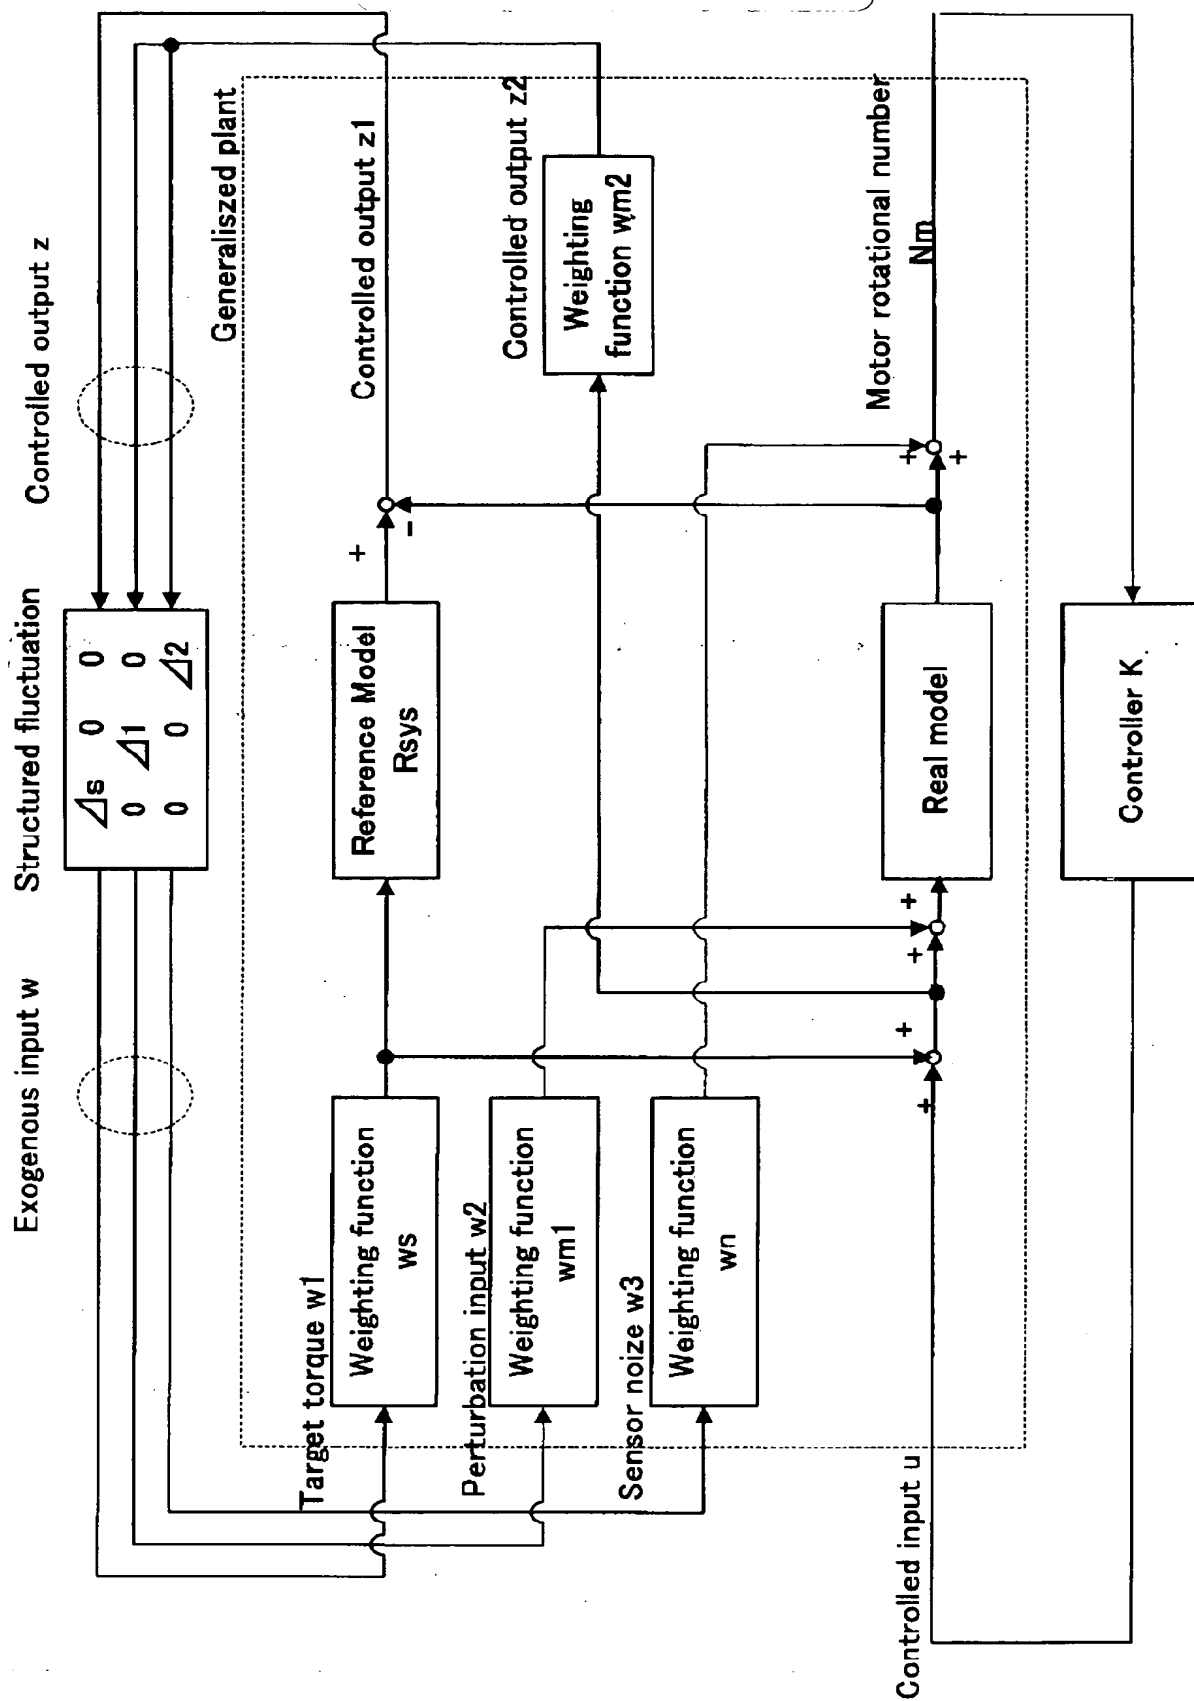 Exogenous input w
Structured fluctuation
Controlled output z
⊿s 0 0
0 ⊿1 0
0 0 ⊿2
Generaliszed plant
Target torque w1
Weighting function
ws
Reference Model
Rsys
+
-
Controlled output z1
Perturbation input w2
Weighting function
wm1
Controlled output z2
Weighting
function wm2
Sensor noize w3
Weighting function
wn
Controlled input u
+
+
+
+
Real model
+
+
Motor rotational number
Nm
Controller K